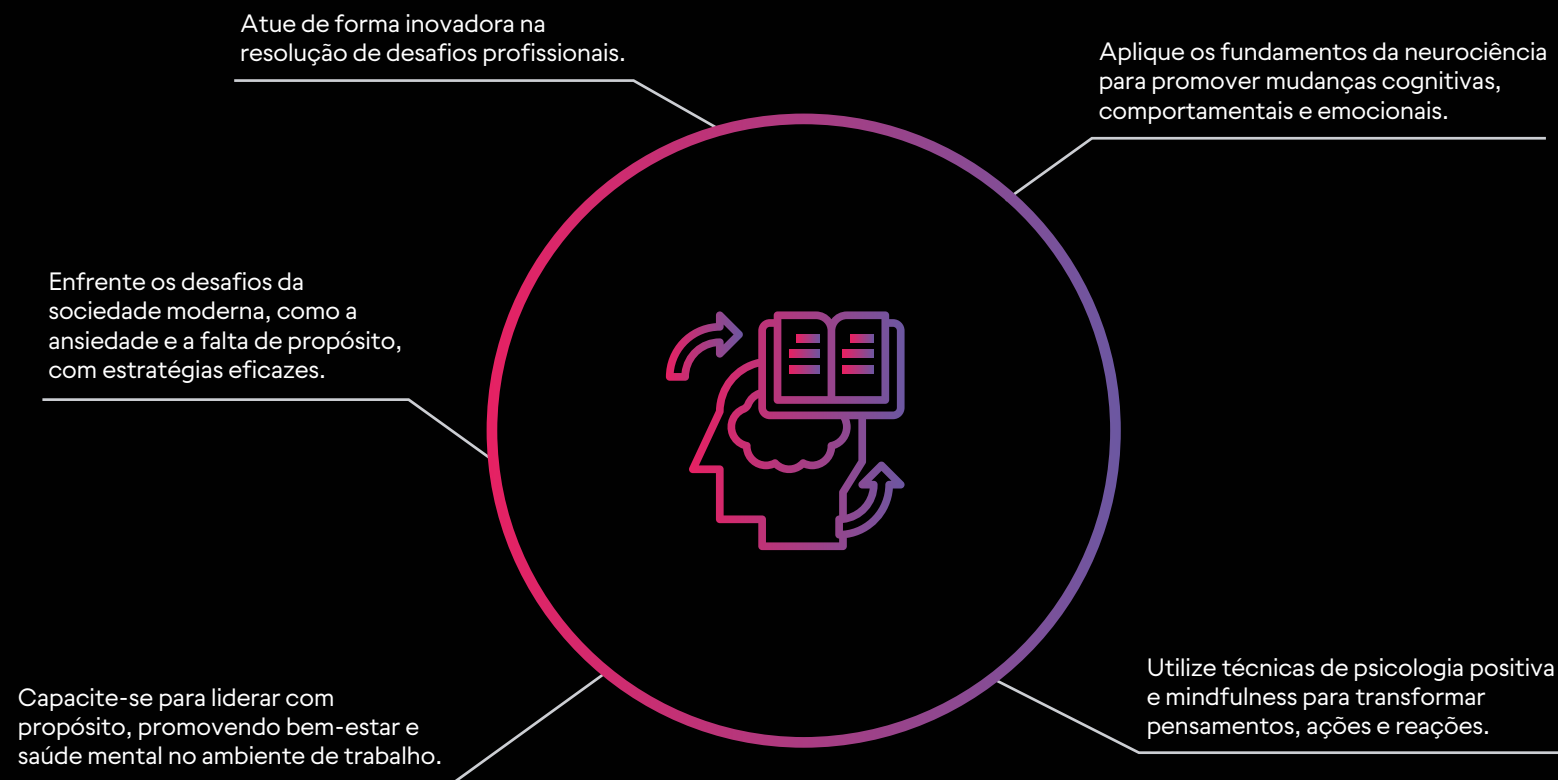 Atue de forma inovadora na
resolução de desafios profissionais.
Aplique os fundamentos da neurociência
para promover mudanças cognitivas,
comportamentais e emocionais.
Enfrente os desafios da
sociedade moderna, como a
ansiedade e a falta de propósito,
com estratégias eficazes.
Utilize técnicas de psicologia positiva
e mindfulness para transformar
pensamentos, ações e reações.
Capacite-se para liderar com
propósito, promovendo bem-estar e
saúde mental no ambiente de trabalho.